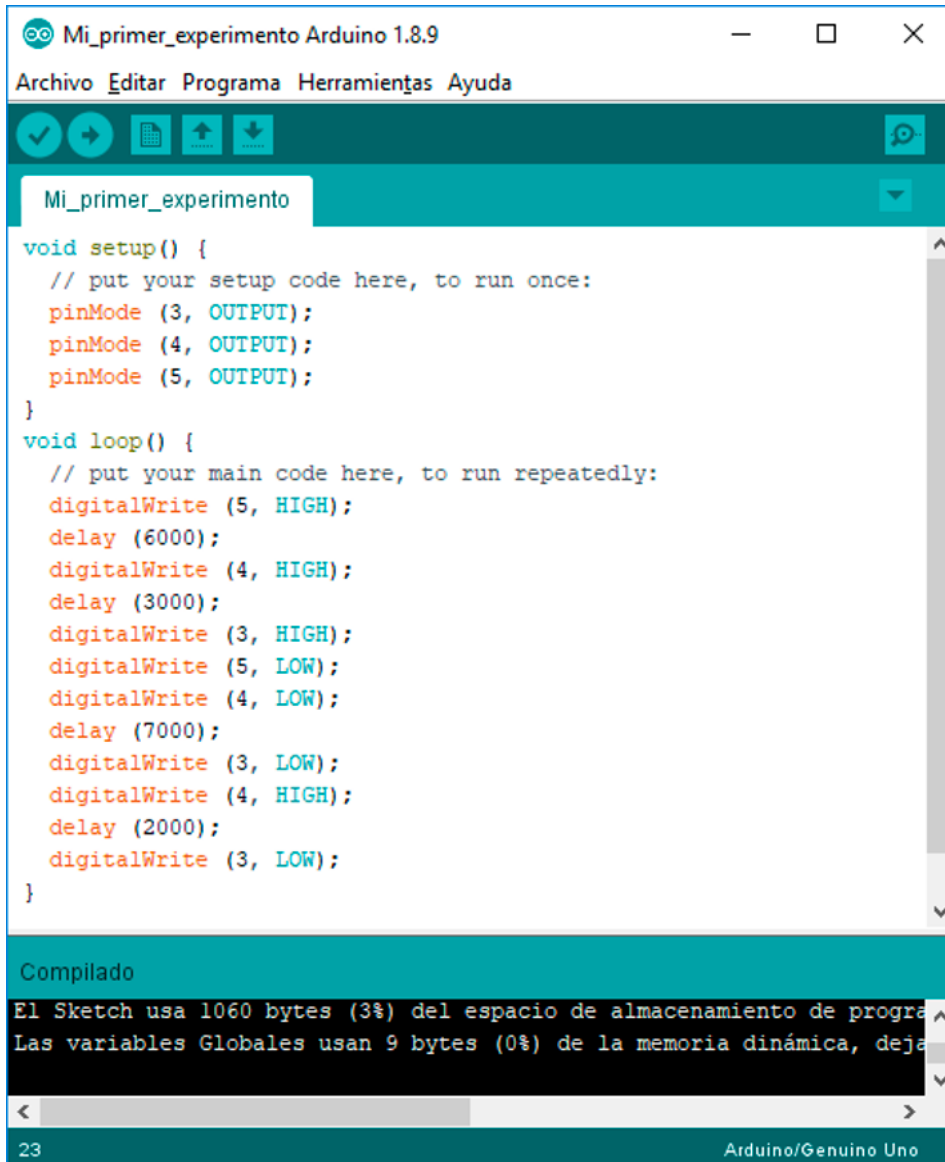 Mi_primer_experimento Arduino 1.8.9
Archivo Editar Programa Herramientas Ayuda
Mi_primer_experimento
void setup() {
  // put your setup code here, to run once:
  pinMode (3, OUTPUT);
  pinMode (4, OUTPUT);
  pinMode (5, OUTPUT);
}
void loop() {
  // put your main code here, to run repeatedly:
  digitalWrite (5, HIGH);
  delay (6000);
  digitalWrite (4, HIGH);
  delay (3000);
  digitalWrite (3, HIGH);
  digitalWrite (5, LOW);
  digitalWrite (4, LOW);
  delay (7000);
  digitalWrite (3, LOW);
  digitalWrite (4, HIGH);
  delay (2000);
  digitalWrite (3, LOW);
}
Compilado
El Sketch usa 1060 bytes (3%) del espacio de almacenamiento de progra
Las variables Globales usan 9 bytes (0%) de la memoria dinámica, deja
23 Arduino/Genuino Uno